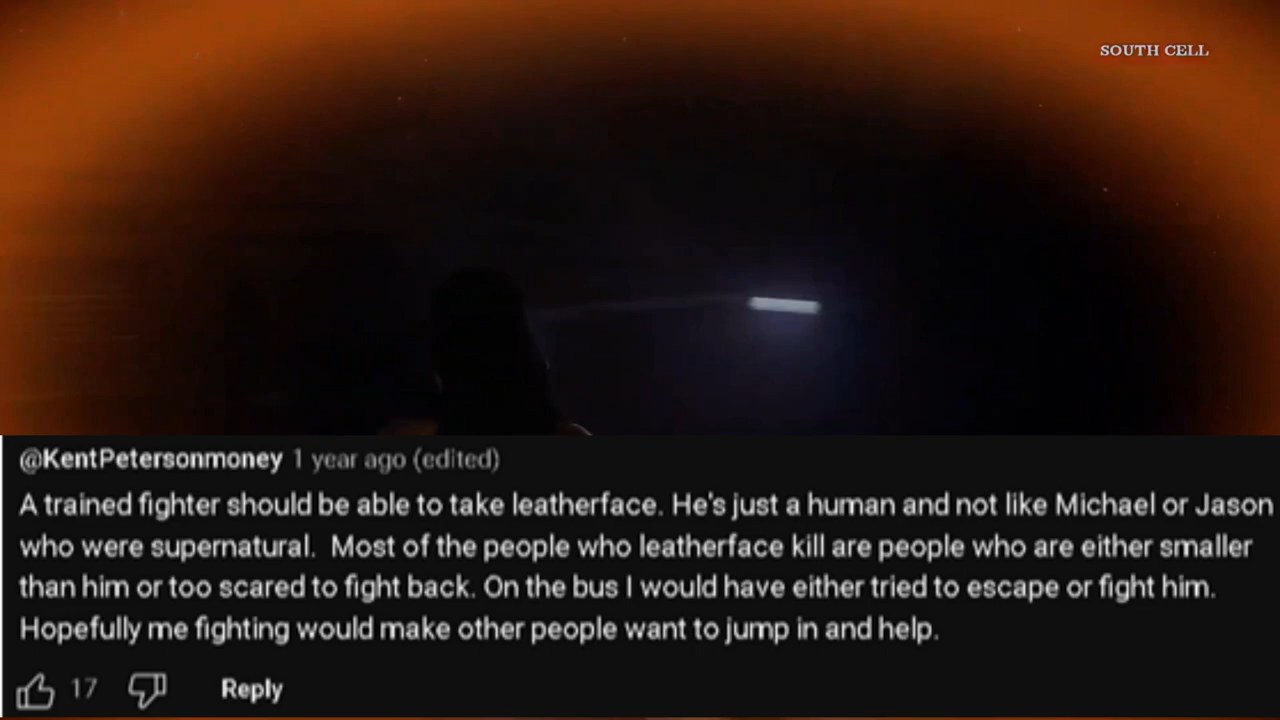 SOUTH CELL
@KentPetersonmoney 1 year ago (edited)
A trained fighter should be able to take leatherface. He's just a human and not like Michael or Jason
who were supernatural. Most of the people who leatherface kill are people who are either smaller
than him or too scared to fight back. On the bus I would have either tried to escape or fight him.
Hopefully me fighting would make other people want to jump in and help.
17 Reply